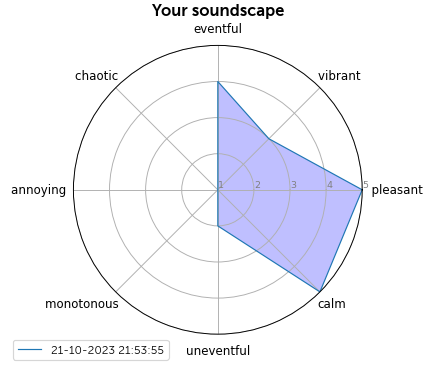 Your soundscape
eventful
chaotic
vibrant
annoying
1 2 3 4 5
pleasant
monotonous
calm
uneventful
21-10-2023 21:53:55